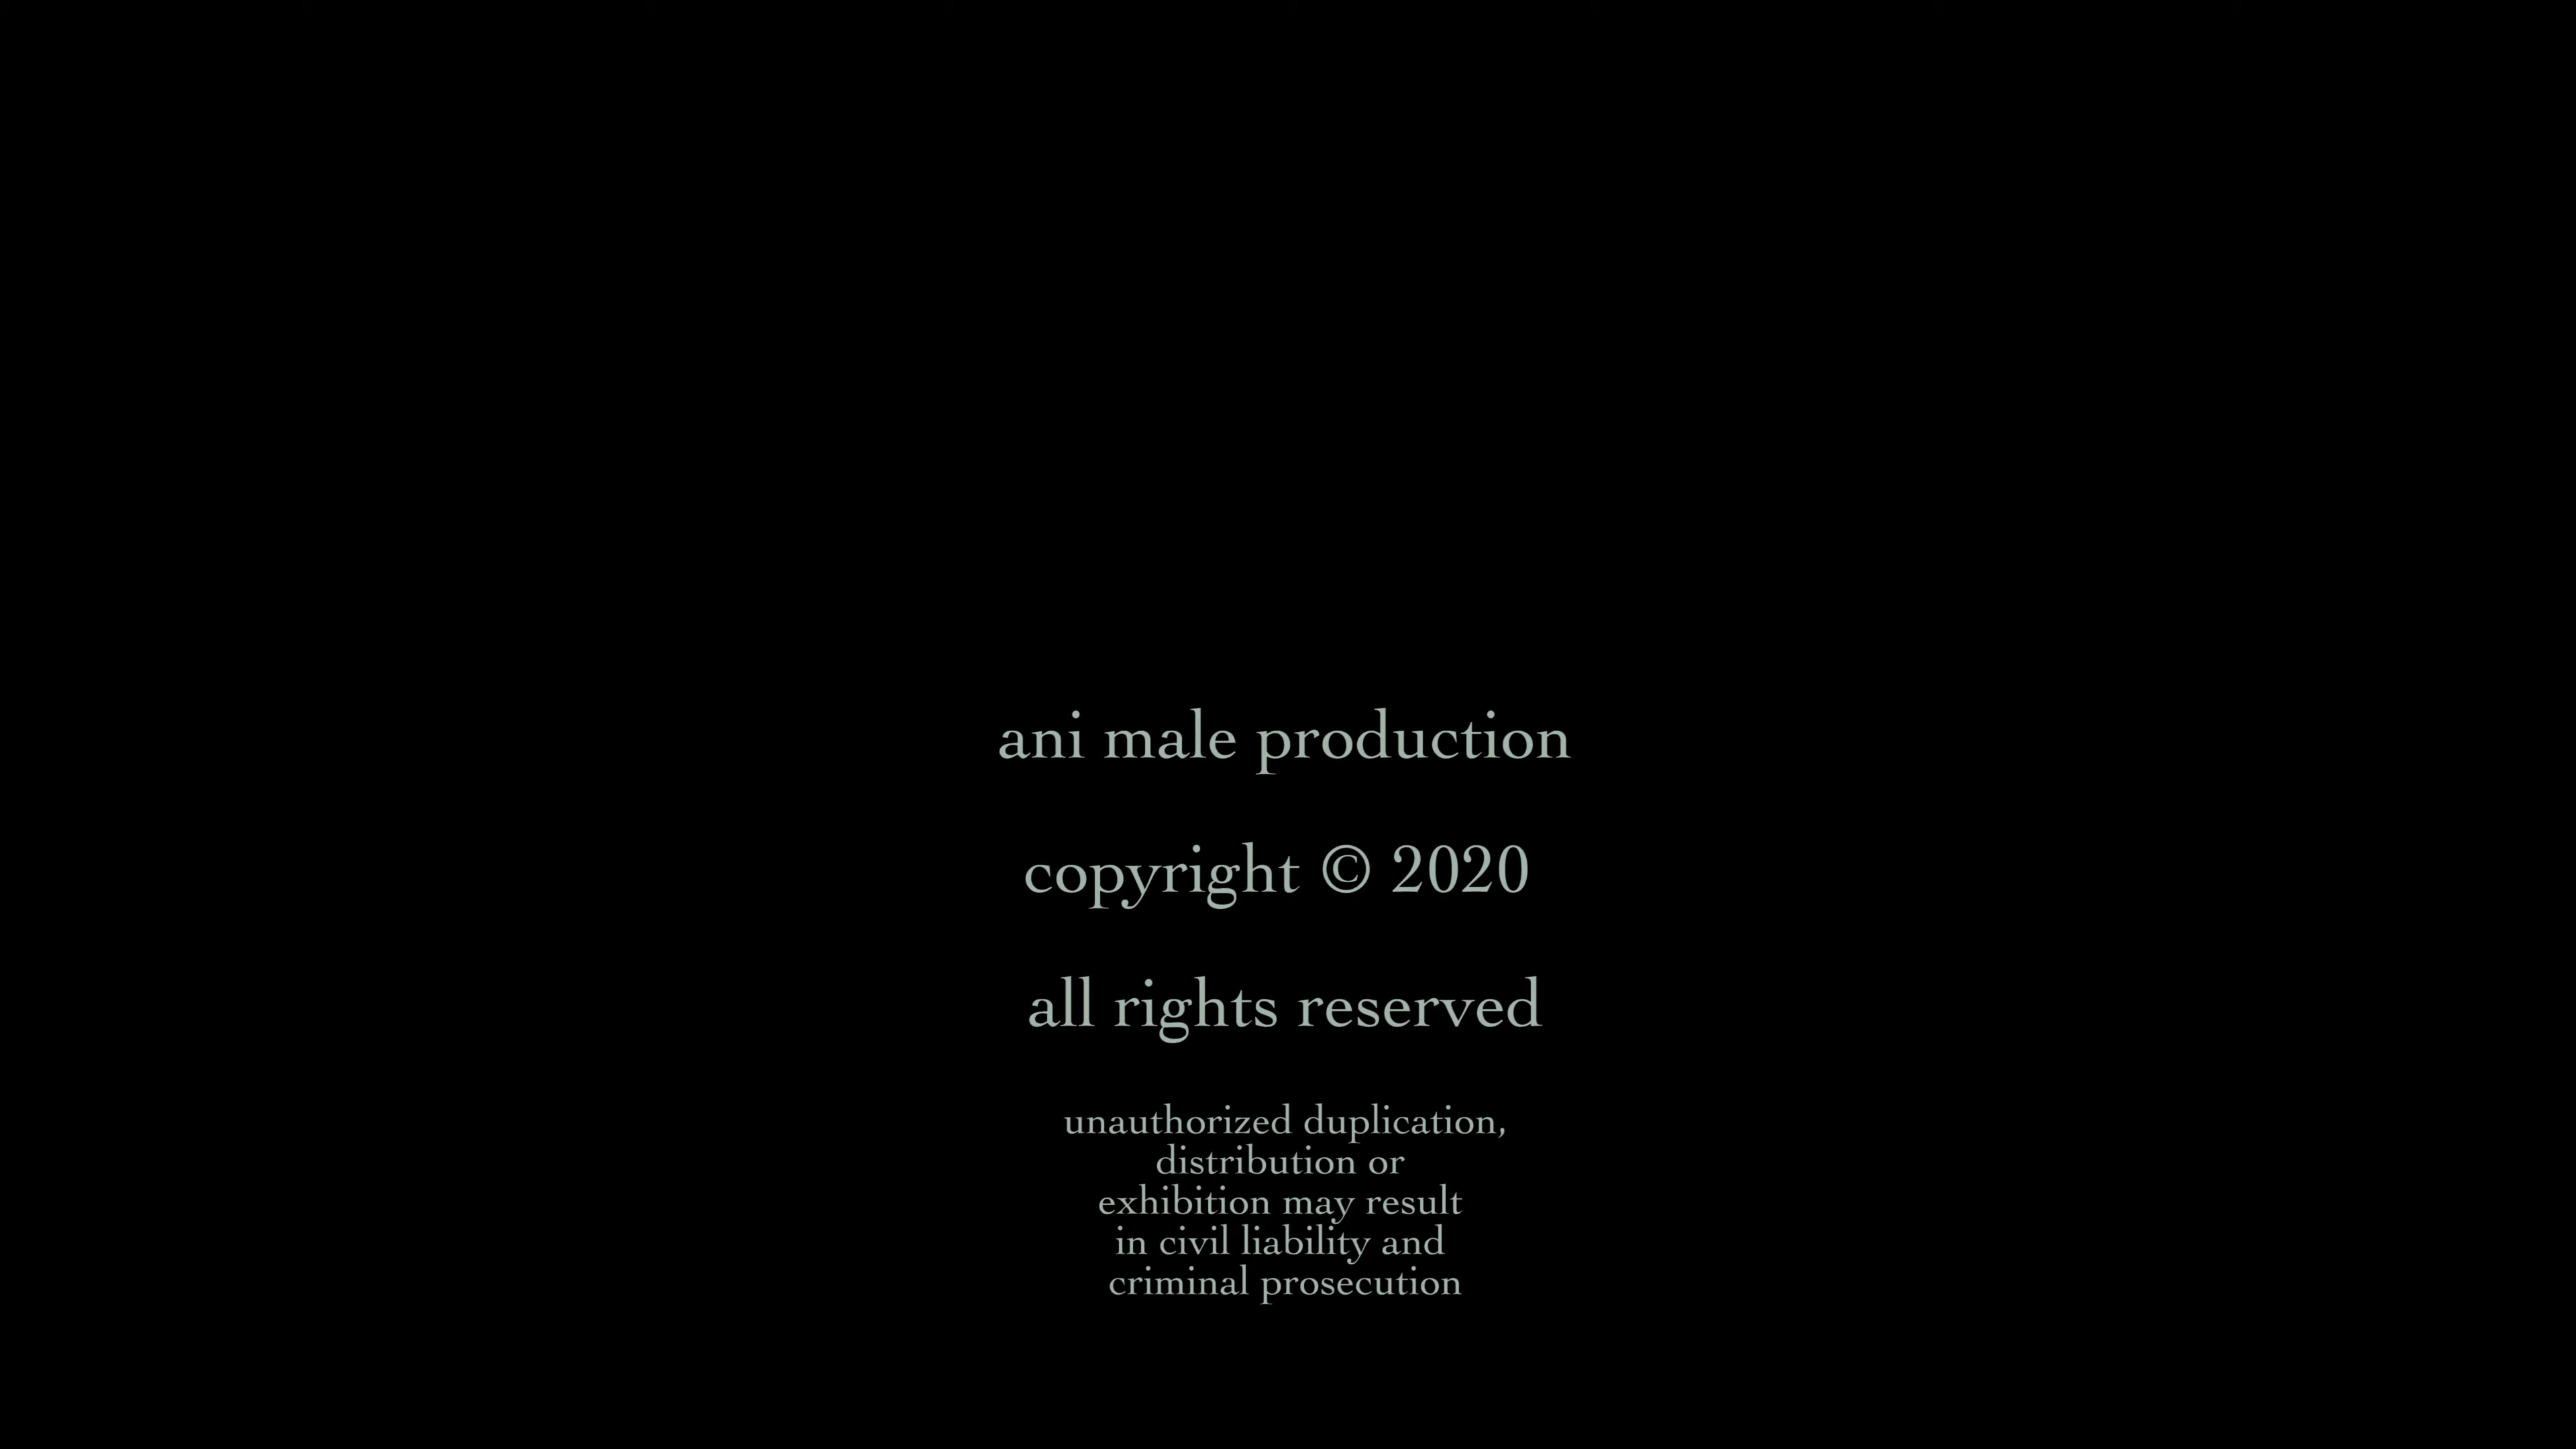 ani male production
copyright © 2020
all rights reserved
unauthorized duplication,
distribution or
exhibition may result
in civil liability and
criminal prosecution